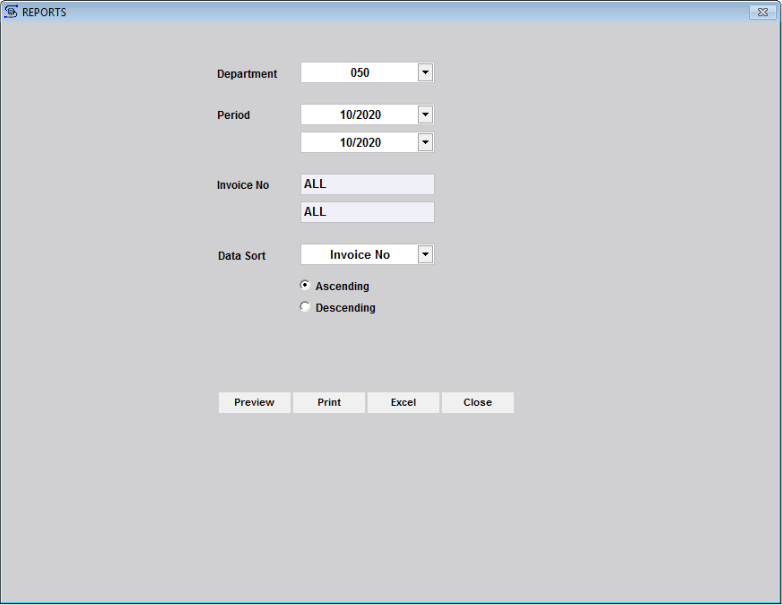 REPORTS
Department 050
Period 10/2020
10/2020
Invoice No ALL
ALL
Data Sort Invoice No
Ascending
Descending
Preview Print Excel Close